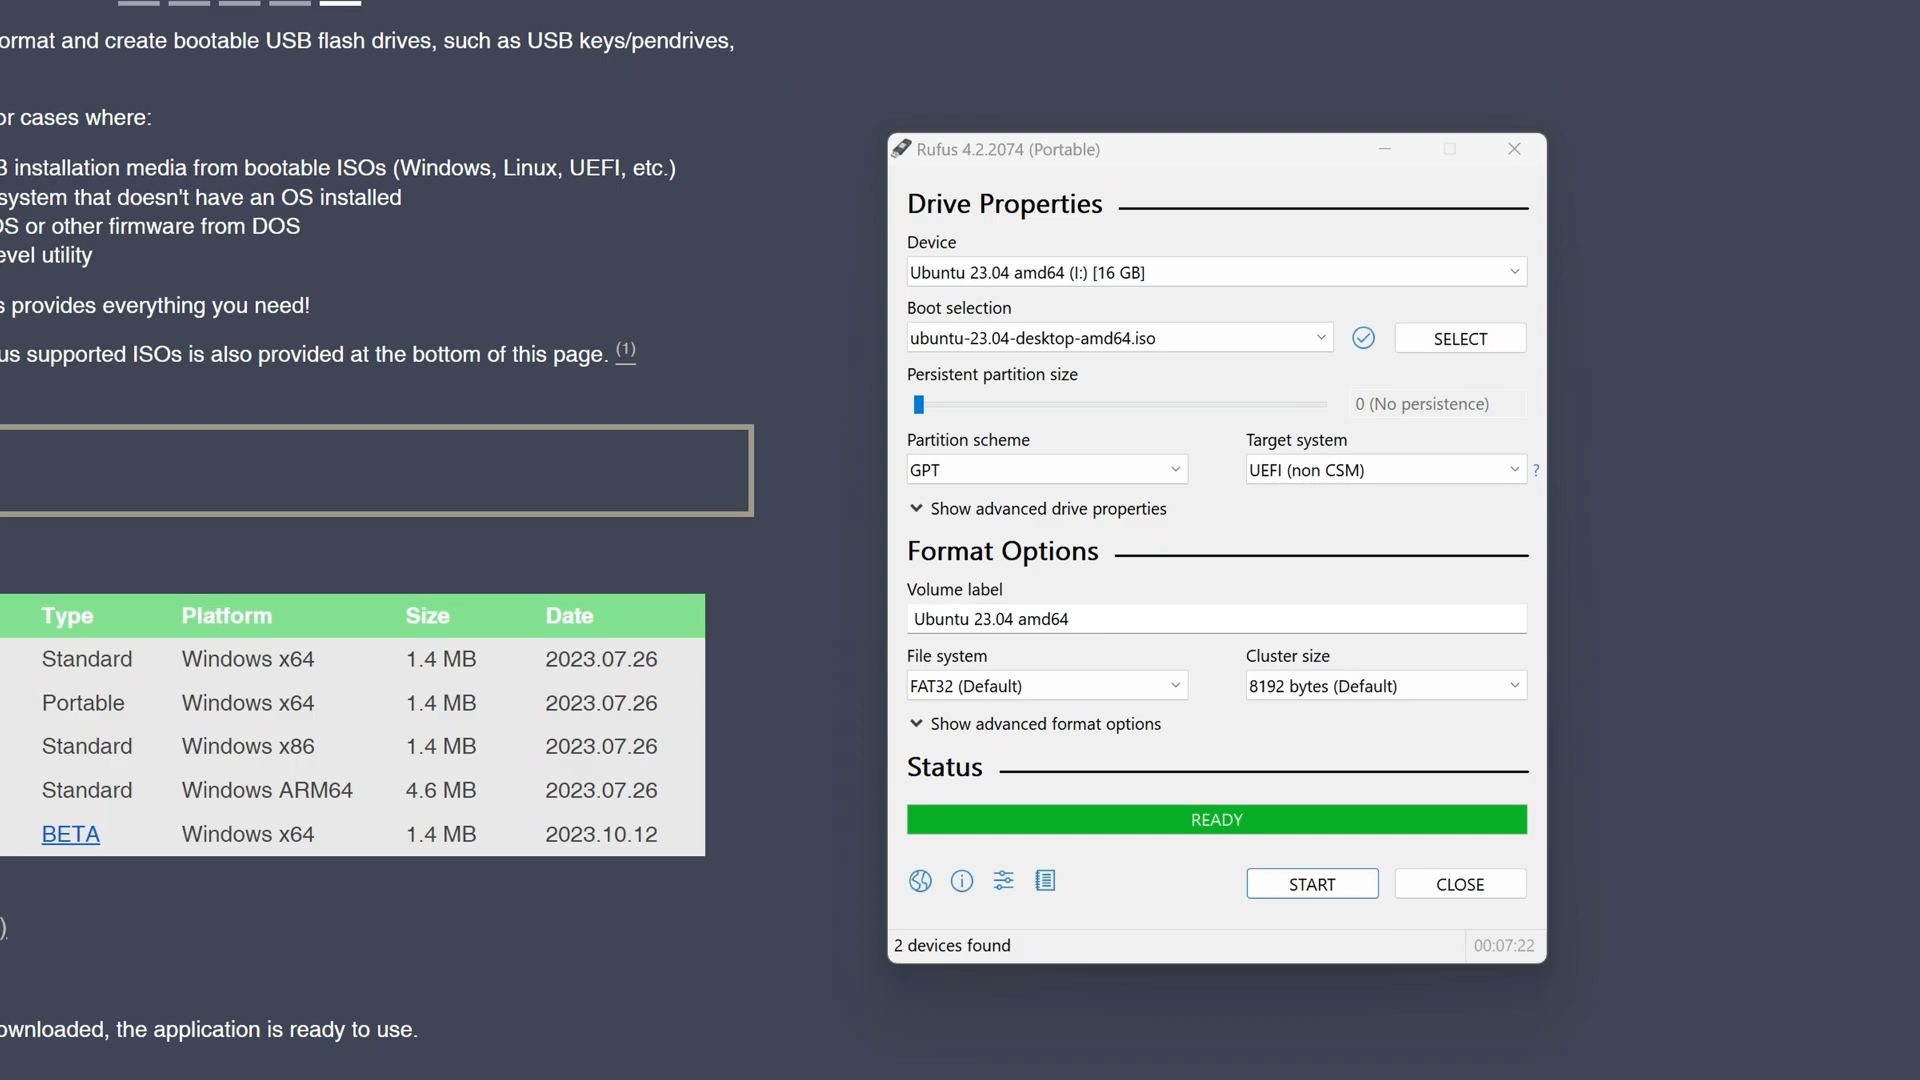 ormat and create bootable USB flash drives, such as USB keys/pendrives,
or cases where:
B installation media from bootable ISOs (Windows, Linux, UEFI, etc.)
system that doesn't have an OS installed
OS or other firmware from DOS
evel utility
s provides everything you need!
us supported ISOs is also provided at the bottom of this page. (1)
Type Platform Size Date
Standard Windows x64 1.4 MB 2023.07.26
Portable Windows x64 1.4 MB 2023.07.26
Standard Windows x86 1.4 MB 2023.07.26
Standard Windows ARM64 4.6 MB 2023.07.26
BETA Windows x64 1.4 MB 2023.10.12
)
ownloaded, the application is ready to use.
Rufus 4.2.2074 (Portable)
Drive Properties
Device
Ubuntu 23.04 amd64 (I:) [16 GB]
Boot selection
ubuntu-23.04-desktop-amd64.iso SELECT
Persistent partition size
0 (No persistence)
Partition scheme Target system
GPT UEFI (non CSM) ?
Show advanced drive properties
Format Options
Volume label
Ubuntu 23.04 amd64
File system Cluster size
FAT32 (Default) 8192 bytes (Default)
Show advanced format options
Status
READY
START CLOSE
2 devices found 00:07:22